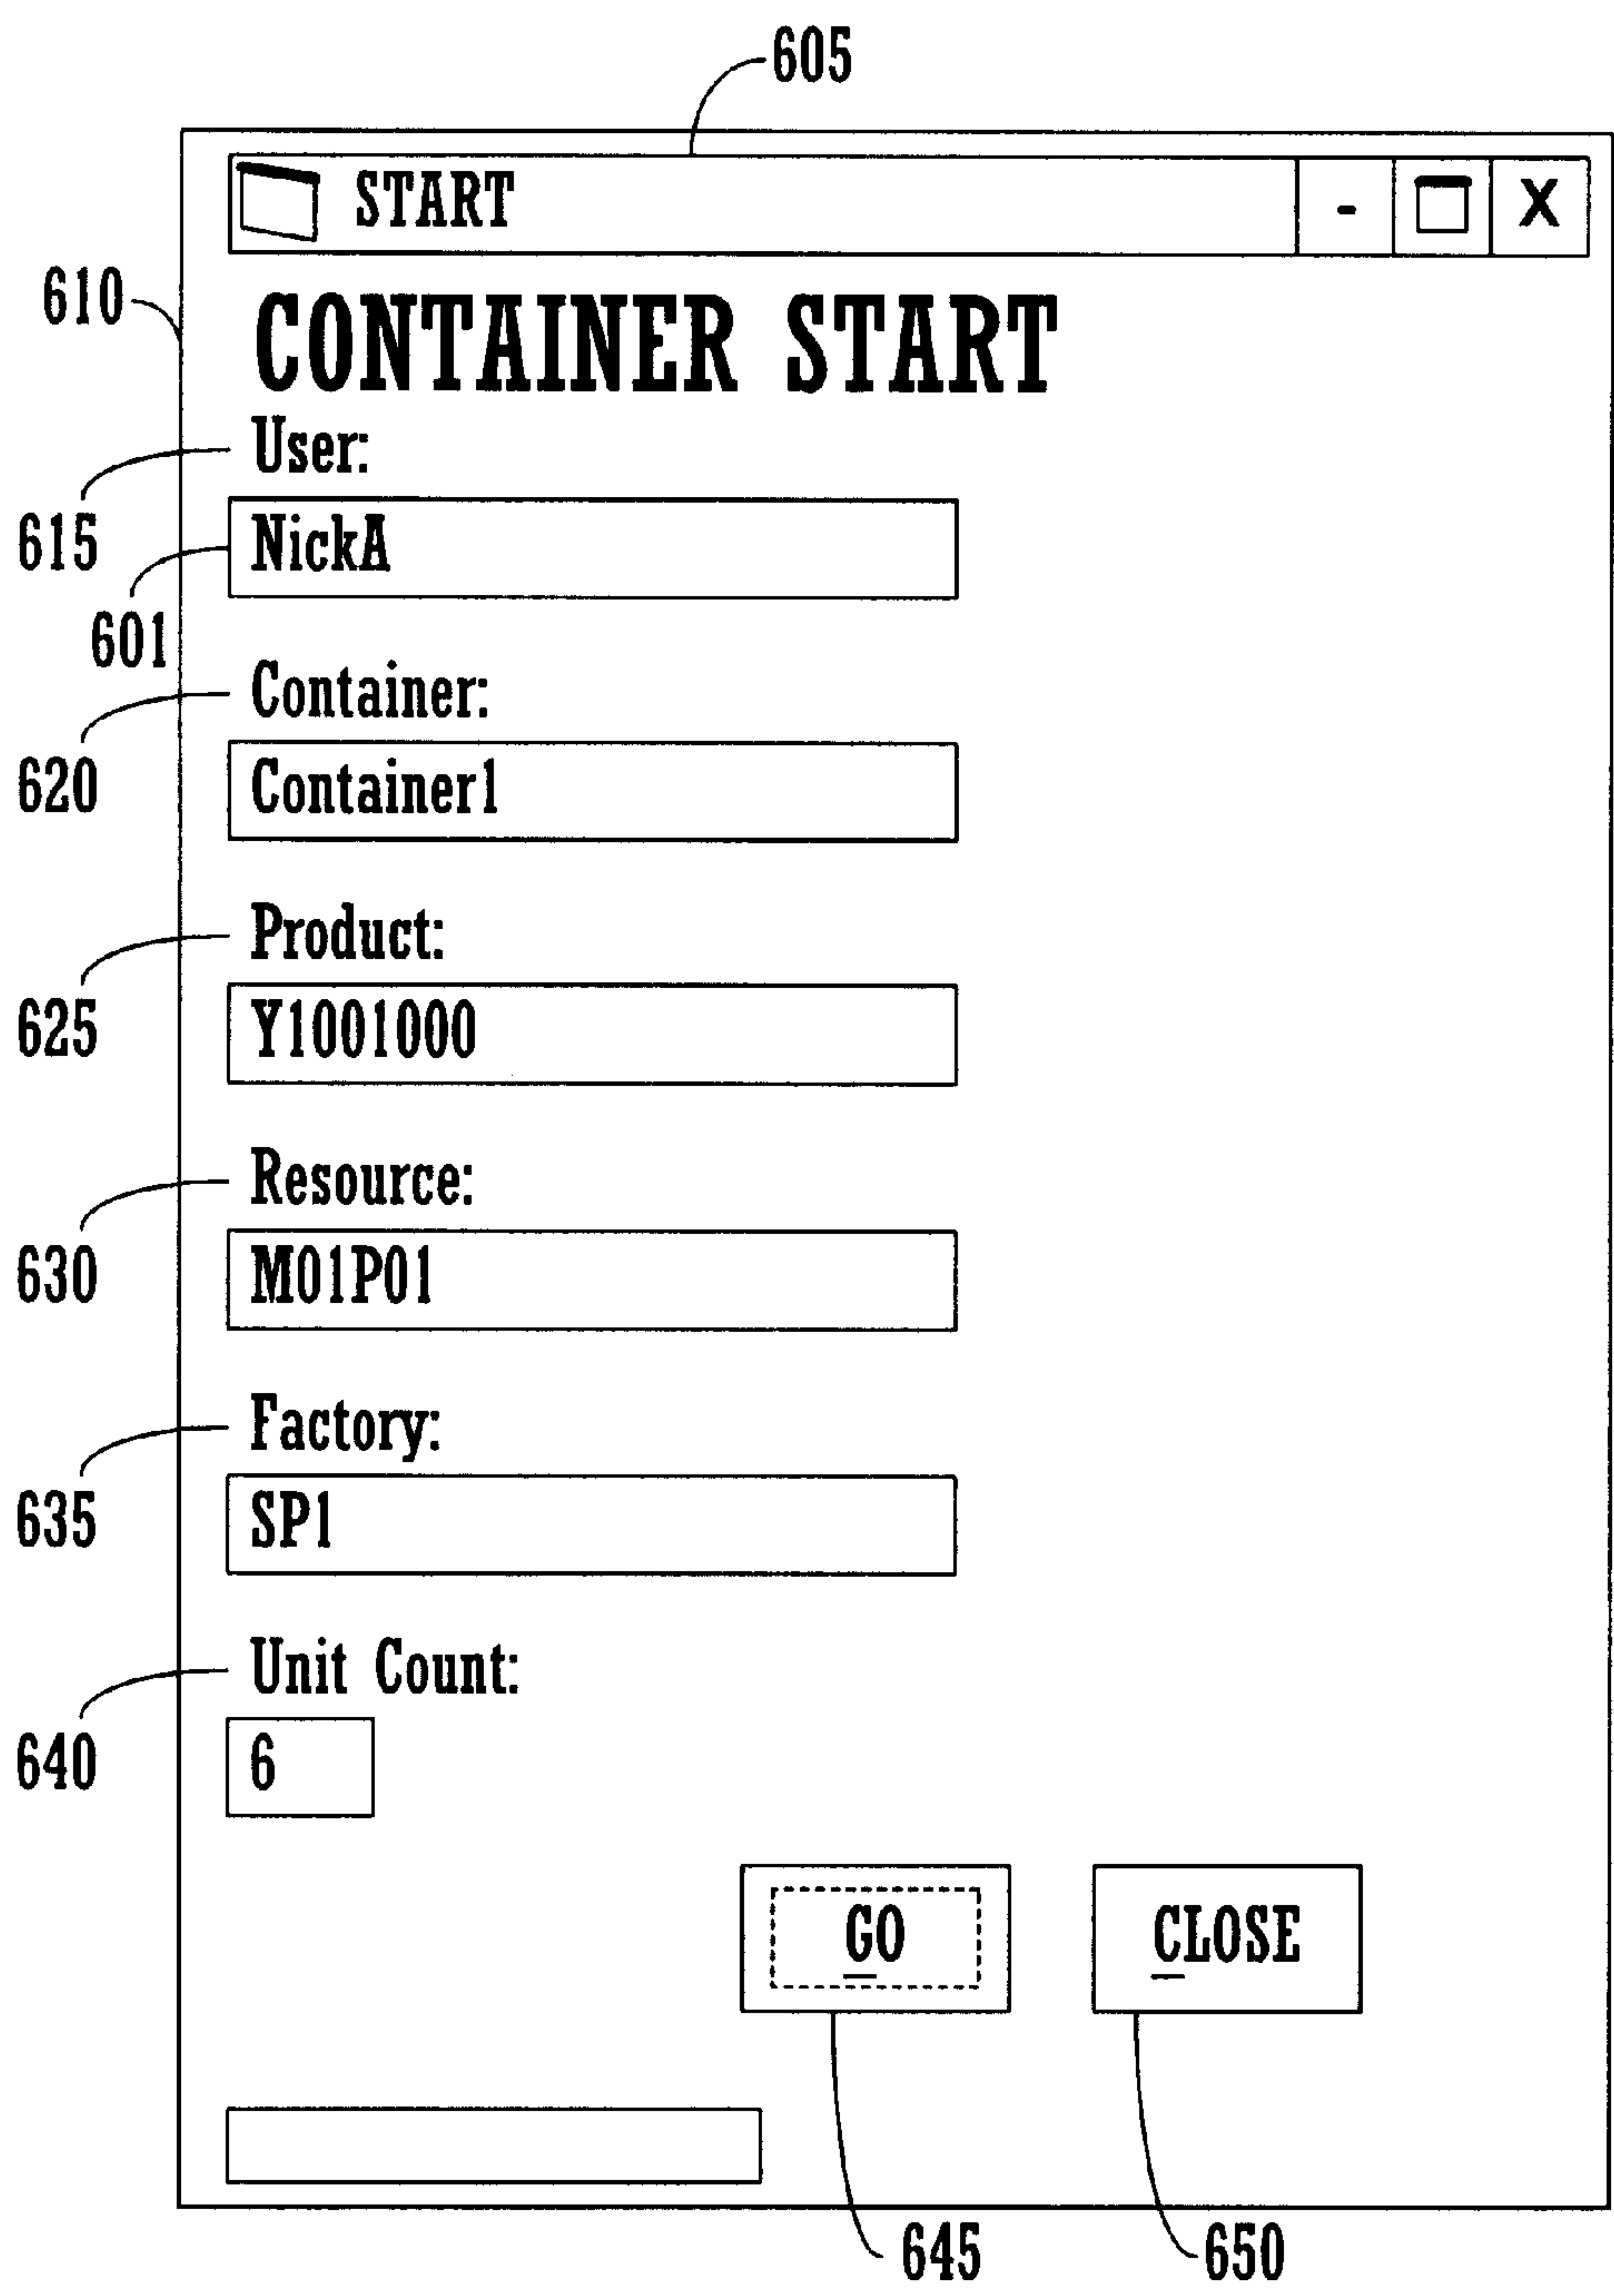 605
START - X
610
CONTAINER START
User:
615
NickA
601
Container:
620
Container1
Product:
625
Y1001000
Resource:
630
M01P01
Factory:
635
SP1
Unit Count:
640
6
GO CLOSE
645 650